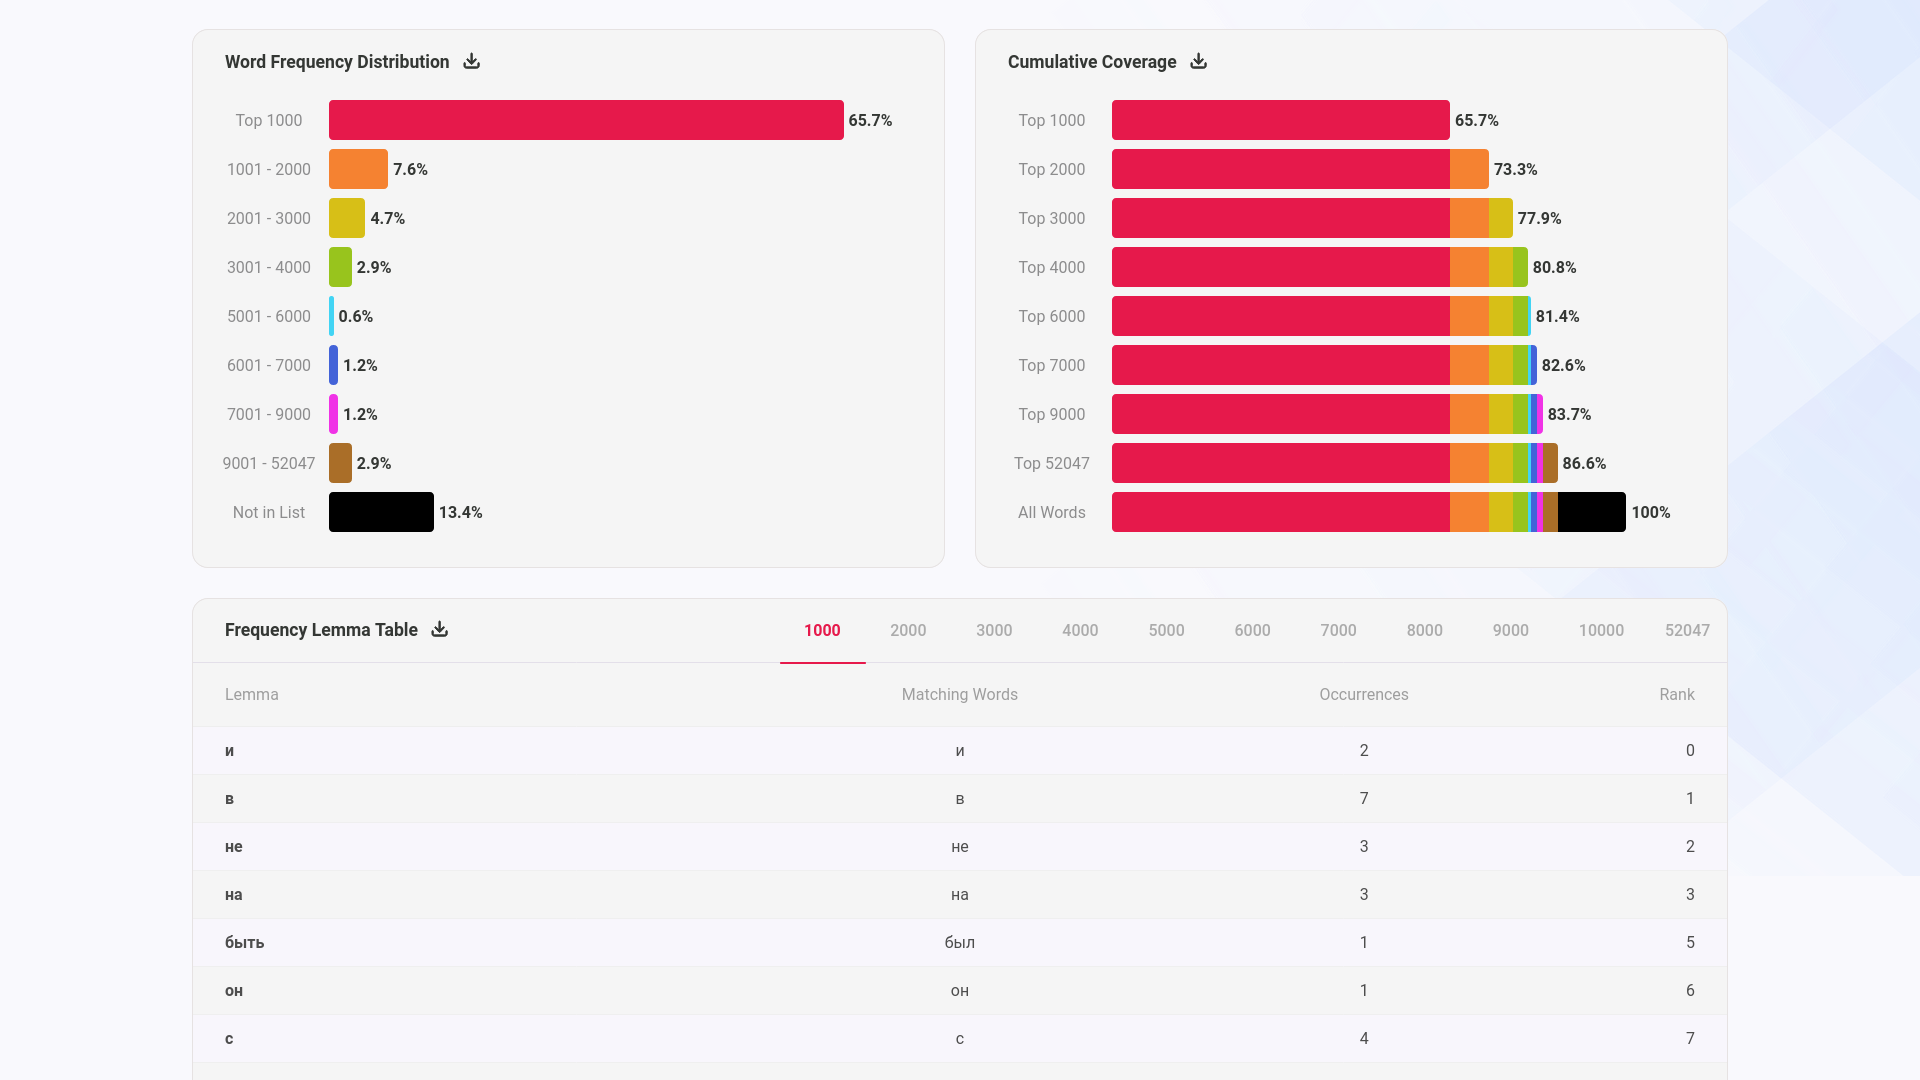 Word Frequency Distribution
Top 1000 65.7%
1001 - 2000 7.6%
2001 - 3000 4.7%
3001 - 4000 2.9%
5001 - 6000 0.6%
6001 - 7000 1.2%
7001 - 9000 1.2%
9001 - 52047 2.9%
Not in List 13.4%
Cumulative Coverage
Top 1000 65.7%
Top 2000 73.3%
Top 3000 77.9%
Top 4000 80.8%
Top 6000 81.4%
Top 7000 82.6%
Top 9000 83.7%
Top 52047 86.6%
All Words 100%
Frequency Lemma Table 1000 2000 3000 4000 5000 6000 7000 8000 9000 10000 52047
Lemma Matching Words Occurrences Rank
и и 2 0
в в 7 1
не не 3 2
на на 3 3
быть был 1 5
он он 1 6
с с 4 7